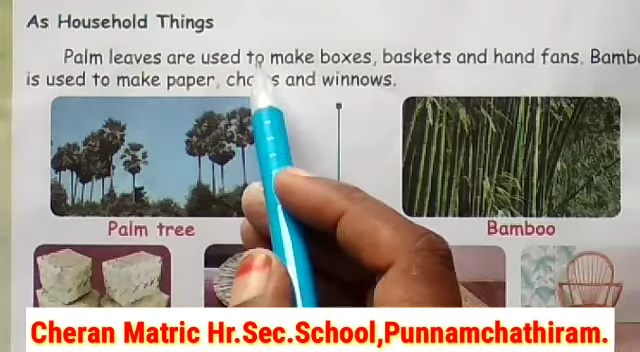 As Household Things
Palm leaves are used to make boxes, baskets and hand fans.
is used to make paper, and winnows.
Palm tree
Bamboo
Cheran Matric Hr.Sec.School,Punnamchathiram.